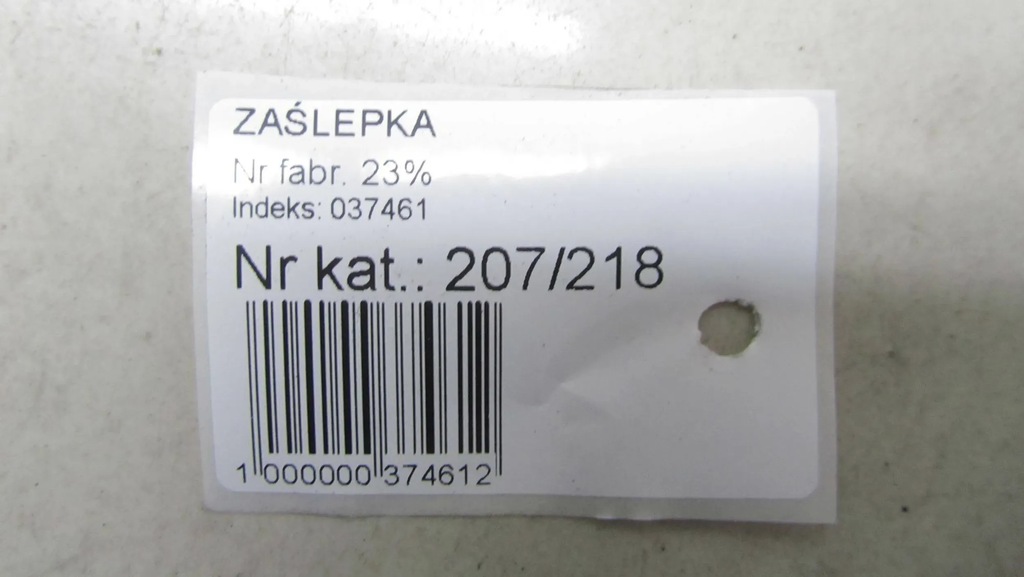 ZAŚLEPKA
Nr fabr. 23%
Indeks: 037461
Nr kat.: 207/218
1 000000 374612